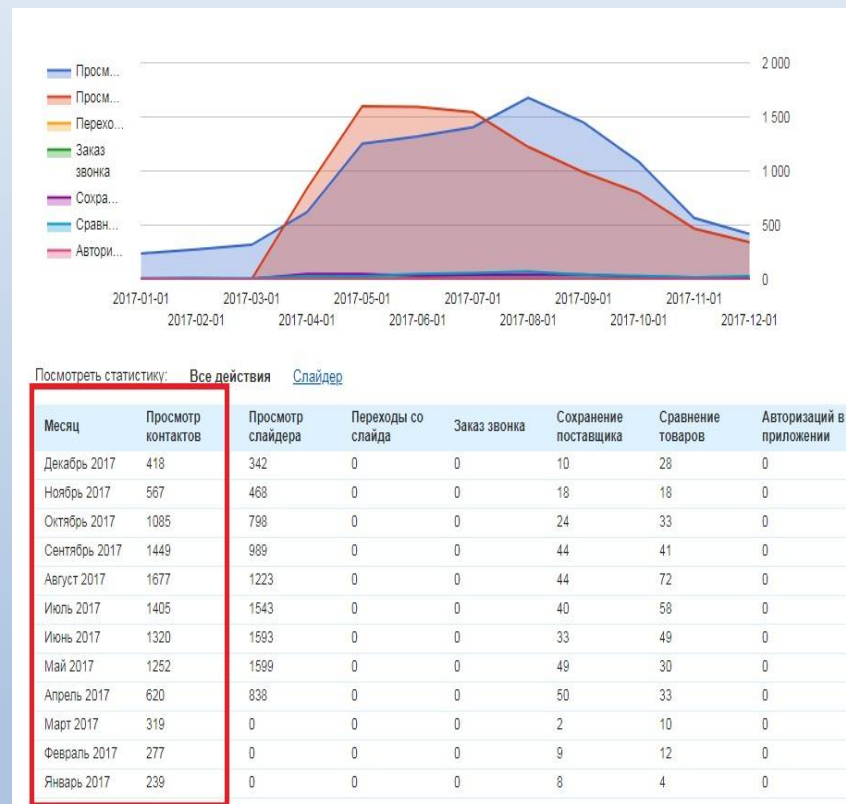 2 000
Просм...
Просм...
1 500
Перехо...
Заказ
звонка
1 000
Сохра...
Сравн...
500
Автори...
0
2017-01-01 2017-03-01 2017-05-01 2017-07-01 2017-09-01 2017-11-01
2017-02-01 2017-04-01 2017-06-01 2017-08-01 2017-10-01 2017-12-01
Посмотреть статистику: Все действия Слайдер
Месяц Просмотр контактов Просмотр слайдера Переходы со слайда Заказ звонка Сохранение поставщика Сравнение товаров Авторизаций в приложении
Декабрь 2017 418 342 0 0 10 28 0
Ноябрь 2017 567 468 0 0 18 18 0
Октябрь 2017 1085 798 0 0 24 33 0
Сентябрь 2017 1449 989 0 0 44 41 0
Август 2017 1677 1223 0 0 44 72 0
Июль 2017 1405 1543 0 0 40 58 0
Июнь 2017 1320 1593 0 0 33 49 0
Май 2017 1252 1599 0 0 49 30 0
Апрель 2017 620 838 0 0 50 33 0
Март 2017 319 0 0 0 2 10 0
Февраль 2017 277 0 0 0 9 12 0
Январь 2017 239 0 0 0 8 4 0